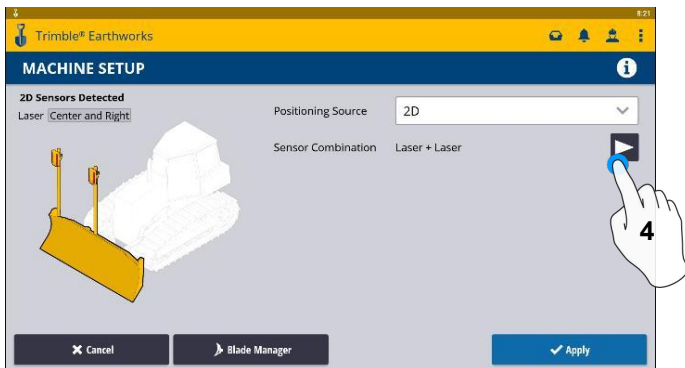 8:21
Trimble® Earthworks
MACHINE SETUP
2D Sensors Detected
Laser Center and Right
Positioning Source 2D
Sensor Combination Laser + Laser
4
Cancel Blade Manager Apply